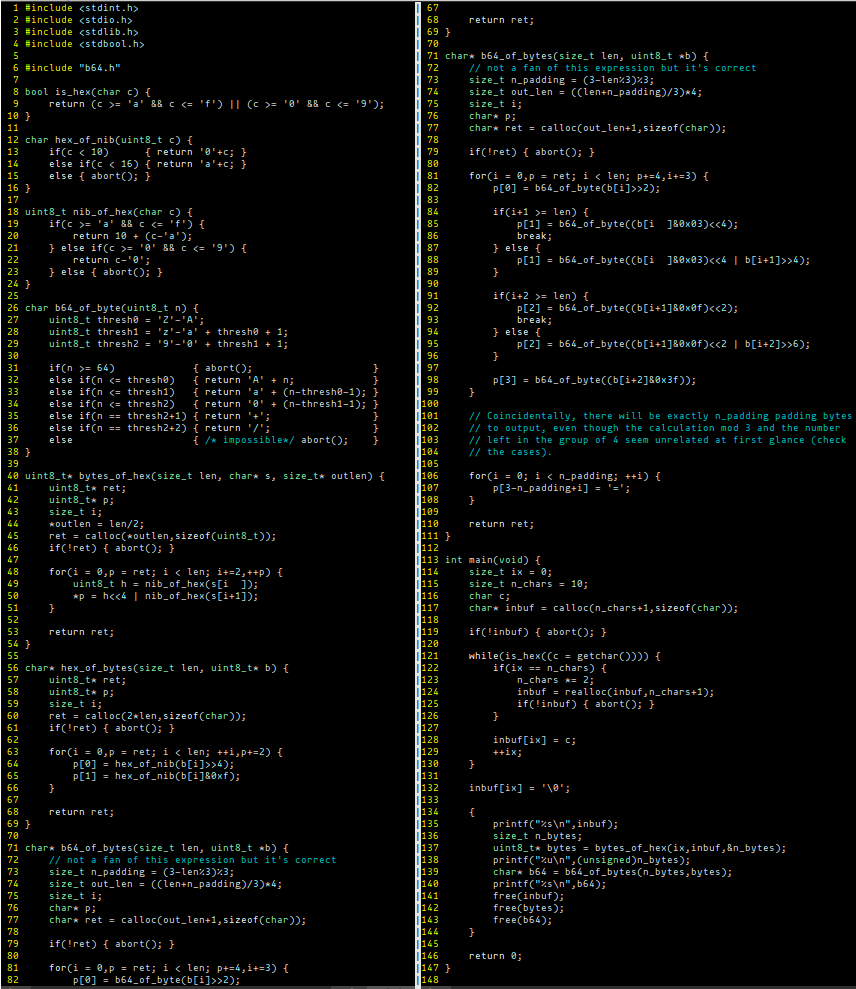 1 #include <stdint.h>
2 #include <stdio.h>
3 #include <stdlib.h>
4 #include <stdbool.h>
5
6 #include "b64.h"
7
8 bool is_hex(char c) {
9     return (c >= 'a' && c <= 'f') || (c >= '0' && c <= '9');
10 }
11
12 char hex_of_nib(uint8_t c) {
13     if(c < 10)      { return '0'+c; }
14     else if(c < 16) { return 'a'+c; }
15     else { abort(); }
16 }
17
18 uint8_t nib_of_hex(char c) {
19     if(c >= 'a' && c <= 'f') {
20         return 10 + (c-'a');
21     } else if(c >= '0' && c <= '9') {
22         return c-'0';
23     } else { abort(); }
24 }
25
26 char b64_of_byte(uint8_t n) {
27     uint8_t thresh0 = 'Z'-'A';
28     uint8_t thresh1 = 'z'-'a' + thresh0 + 1;
29     uint8_t thresh2 = '9'-'0' + thresh1 + 1;
30
31     if(n >= 64)             { abort();                    }
32     else if(n <= thresh0)   { return 'A' + n;             }
33     else if(n <= thresh1)   { return 'a' + (n-thresh0-1); }
34     else if(n <= thresh2)   { return '0' + (n-thresh1-1); }
35     else if(n == thresh2+1) { return '+';                 }
36     else if(n == thresh2+2) { return '/';                 }
37     else                    { /* impossible*/ abort();    }
38 }
39
40 uint8_t* bytes_of_hex(size_t len, char* s, size_t* outlen) {
41     uint8_t* ret;
42     uint8_t* p;
43     size_t i;
44     *outlen = len/2;
45     ret = calloc(*outlen,sizeof(uint8_t));
46     if(!ret) { abort(); }
47
48     for(i = 0,p = ret; i < len; i+=2,++p) {
49         uint8_t h = nib_of_hex(s[i  ]);
50         *p = h<<4 | nib_of_hex(s[i+1]);
51     }
52
53     return ret;
54 }
55
56 char* hex_of_bytes(size_t len, uint8_t* b) {
57     uint8_t* ret;
58     uint8_t* p;
59     size_t i;
60     ret = calloc(2*len,sizeof(char));
61     if(!ret) { abort(); }
62
63     for(i = 0,p = ret; i < len; ++i,p+=2) {
64         p[0] = hex_of_nib(b[i]>>4);
65         p[1] = hex_of_nib(b[i]&0xf);
66     }
67
68     return ret;
69 }
70
71 char* b64_of_bytes(size_t len, uint8_t *b) {
72     // not a fan of this expression but it's correct
73     size_t n_padding = (3-len%3)%3;
74     size_t out_len = ((len+n_padding)/3)*4;
75     size_t i;
76     char* p;
77     char* ret = calloc(out_len+1,sizeof(char));
78
79     if(!ret) { abort(); }
80
81     for(i = 0,p = ret; i < len; p+=4,i+=3) {
82         p[0] = b64_of_byte(b[i]>>2);
67
68     return ret;
69 }
70
71 char* b64_of_bytes(size_t len, uint8_t *b) {
72     // not a fan of this expression but it's correct
73     size_t n_padding = (3-len%3)%3;
74     size_t out_len = ((len+n_padding)/3)*4;
75     size_t i;
76     char* p;
77     char* ret = calloc(out_len+1,sizeof(char));
78
79     if(!ret) { abort(); }
80
81     for(i = 0,p = ret; i < len; p+=4,i+=3) {
82         p[0] = b64_of_byte(b[i]>>2);
83
84         if(i+1 >= len) {
85             p[1] = b64_of_byte((b[i  ]&0x03)<<4);
86             break;
87         } else {
88             p[1] = b64_of_byte((b[i  ]&0x03)<<4 | b[i+1]>>4);
89         }
90
91         if(i+2 >= len) {
92             p[2] = b64_of_byte((b[i+1]&0x0f)<<2);
93             break;
94         } else {
95             p[2] = b64_of_byte((b[i+1]&0x0f)<<2 | b[i+2]>>6);
96         }
97
98         p[3] = b64_of_byte((b[i+2]&0x3f));
99     }
100
101     // Coincidentally, there will be exactly n_padding padding bytes
102     // to output, even though the calculation mod 3 and the number
103     // left in the group of 4 seem unrelated at first glance (check
104     // the cases).
105
106     for(i = 0; i < n_padding; ++i) {
107         p[3-n_padding+i] = '=';
108     }
109
110     return ret;
111 }
112
113 int main(void) {
114     size_t ix = 0;
115     size_t n_chars = 10;
116     char c;
117     char* inbuf = calloc(n_chars+1,sizeof(char));
118
119     if(!inbuf) { abort(); }
120
121     while(is_hex((c = getchar()))) {
122         if(ix == n_chars) {
123             n_chars *= 2;
124             inbuf = realloc(inbuf,n_chars+1);
125             if(!inbuf) { abort(); }
126         }
127
128         inbuf[ix] = c;
129         ++ix;
130     }
131
132     inbuf[ix] = '\0';
133
134     {
135         printf("%s\n",inbuf);
136         size_t n_bytes;
137         uint8_t* bytes = bytes_of_hex(ix,inbuf,&n_bytes);
138         printf("%u\n",(unsigned)n_bytes);
139         char* b64 = b64_of_bytes(n_bytes,bytes);
140         printf("%s\n",b64);
141         free(inbuf);
142         free(bytes);
143         free(b64);
144     }
145
146     return 0;
147 }
148